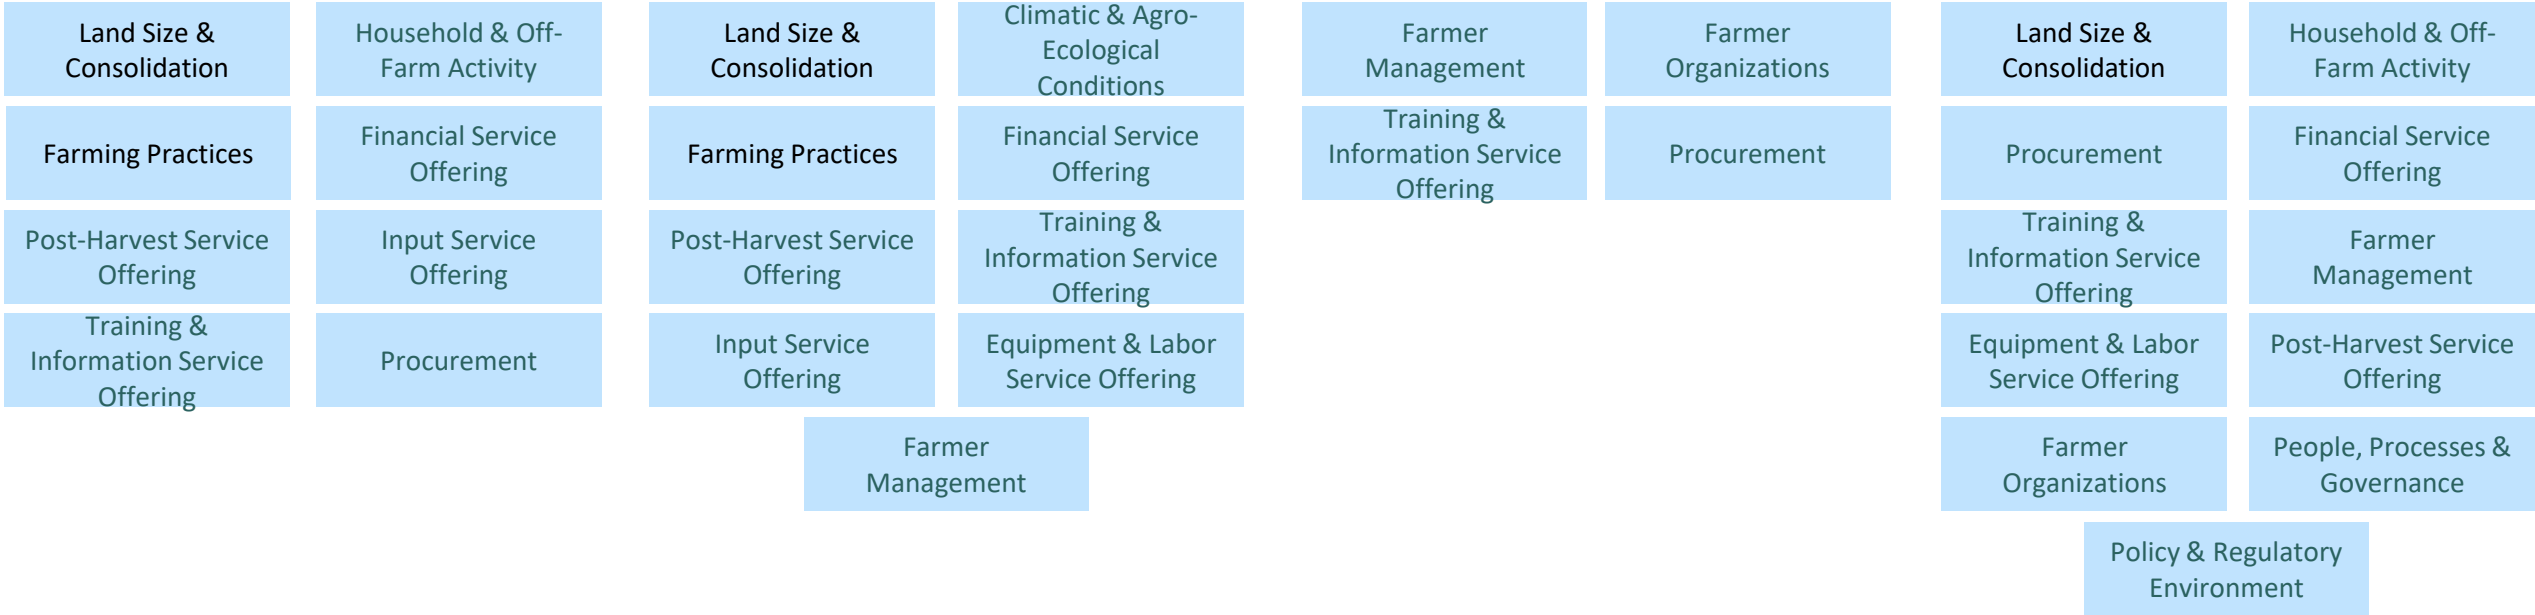 Land Size &
Consolidation
Household & Off-
Farm Activity
Farming Practices
Financial Service
Offering
Post-Harvest Service
Offering
Input Service
Offering
Training &
Information Service
Offering
Procurement
Land Size &
Consolidation
Climatic & Agro-
Ecological
Conditions
Farming Practices
Financial Service
Offering
Post-Harvest Service
Offering
Training &
Information Service
Offering
Input Service
Offering
Equipment & Labor
Service Offering
Farmer
Management
Farmer
Management
Farmer
Organizations
Training &
Information Service
Offering
Procurement
Land Size &
Consolidation
Household & Off-
Farm Activity
Procurement
Financial Service
Offering
Training &
Information Service
Offering
Farmer
Management
Equipment & Labor
Service Offering
Post-Harvest Service
Offering
Farmer
Organizations
People, Processes &
Governance
Policy & Regulatory
Environment